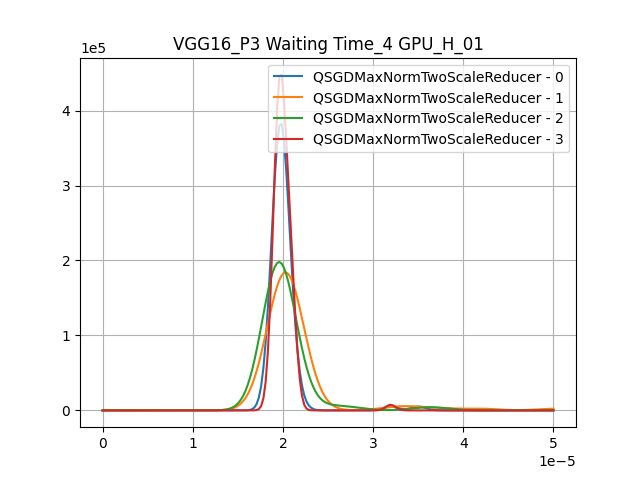 VGG16_P3 Waiting Time_4 GPU_H_01
1e5
QSGDMaxNormTwoScaleReducer - 0
QSGDMaxNormTwoScaleReducer - 1
QSGDMaxNormTwoScaleReducer - 2
QSGDMaxNormTwoScaleReducer - 3
4
3
2
1
0
0 1 2 3 4 5
1e−5